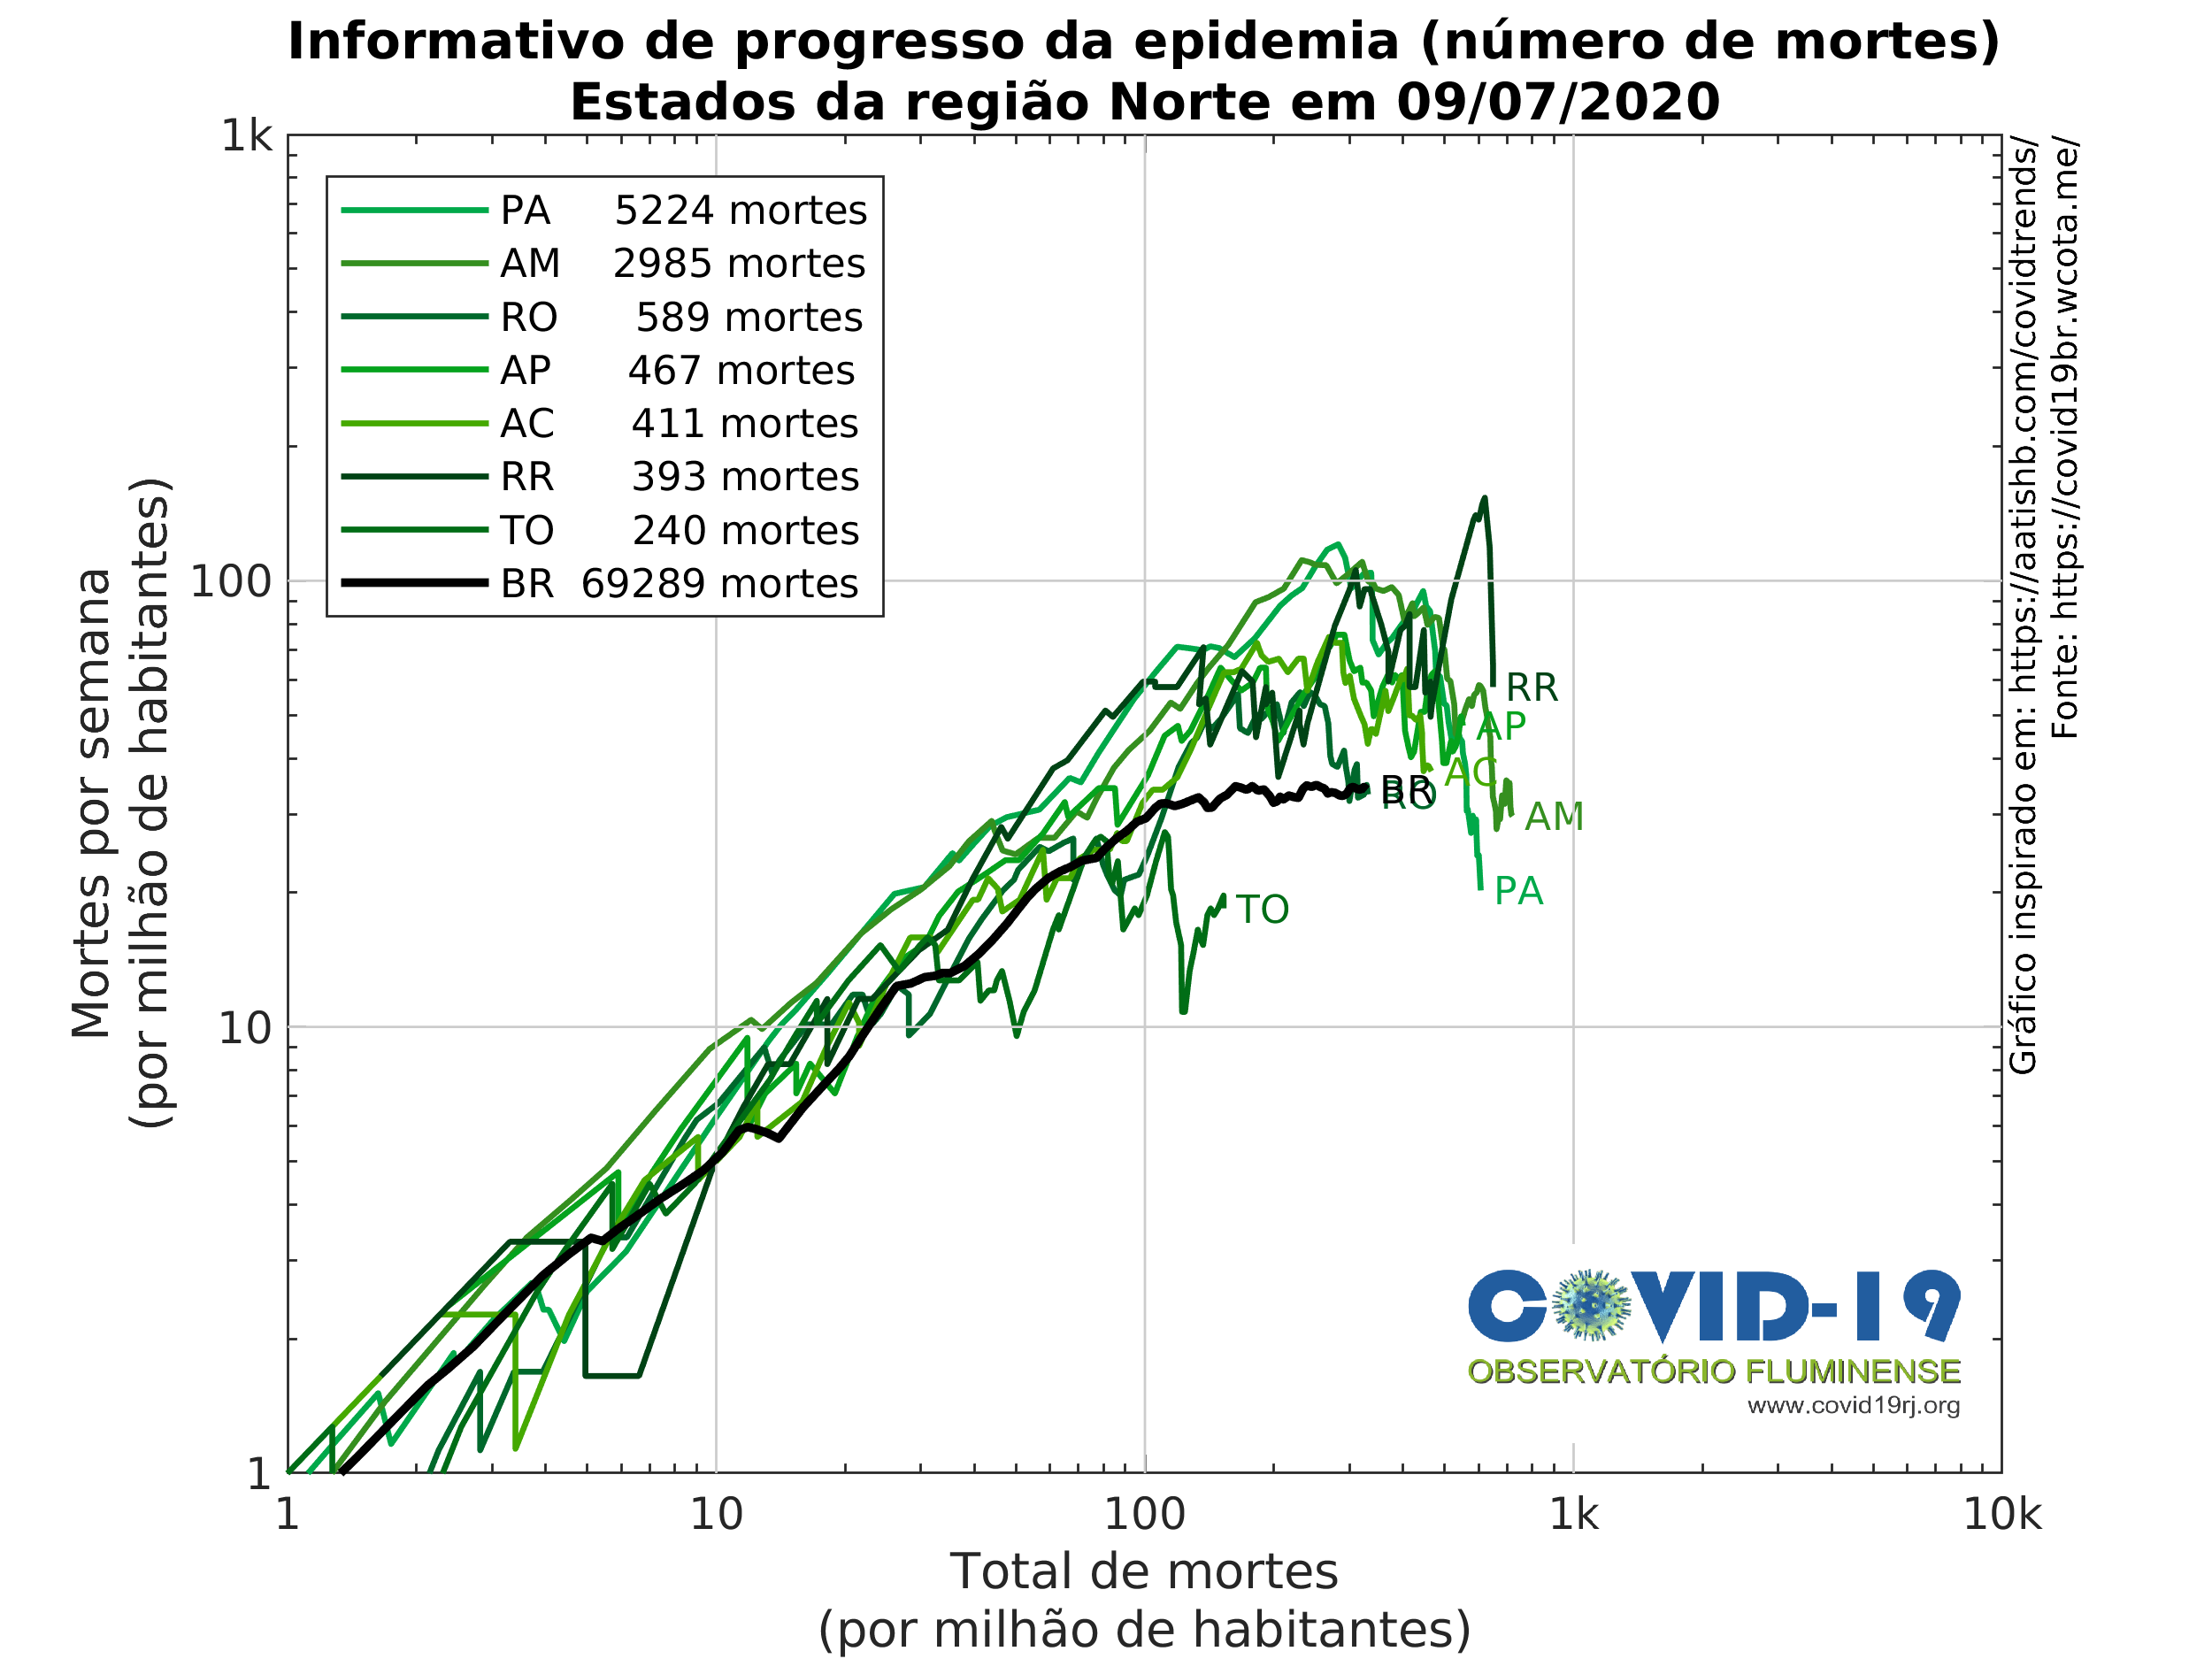 Informativo de progresso da epidemia (número de mortes)
Estados da região Norte em 09/07/2020
1k
100
10
1
Mortes por semana
(por milhão de habitantes)
PA 5224 mortes
AM 2985 mortes
RO 589 mortes
AP 467 mortes
AC 411 mortes
RR 393 mortes
TO 240 mortes
BR 69289 mortes
RR
AP
AC
BR
RO
AM
PA
TO
Gráfico inspirado em: https://aatishb.com/covidtrends/
Fonte: https://covid19br.wcota.me/
COVID-19
OBSERVATÓRIO FLUMINENSE
www.covid19rj.org
1
10
100
1k
10k
Total de mortes
(por milhão de habitantes)